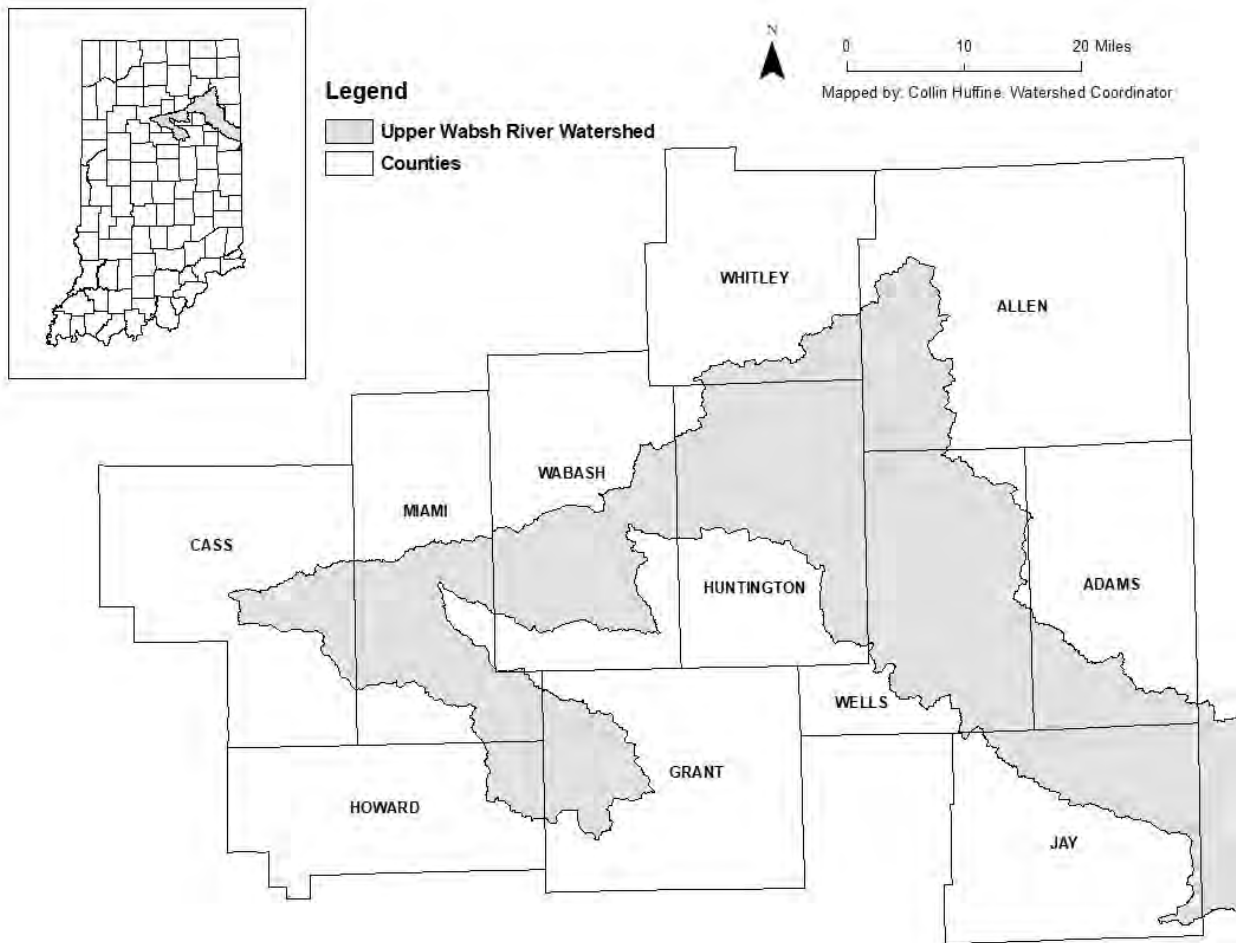 N
0 10 20 Miles
Mapped by: Collin Huffine. Watershed Coordinator
Legend
Upper Wabsh River Watershed
Counties
WHITLEY
ALLEN
WABASH
MIAMI
CASS
HUNTINGTON
ADAMS
WELLS
GRANT
HOWARD
JAY